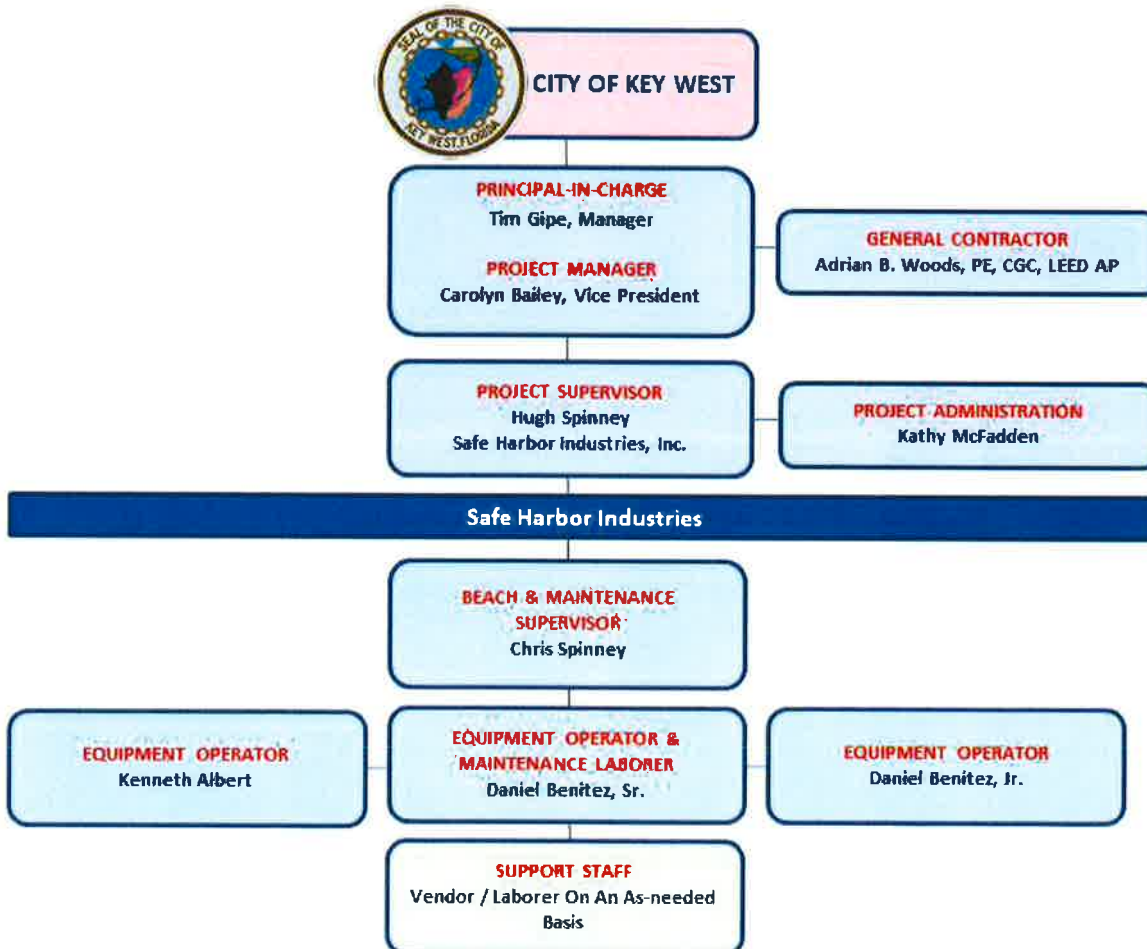 SEAL OF THE CITY OF
KEY WEST, FLORIDA
CITY OF KEY WEST
PRINCIPAL-IN-CHARGE
Tim Gipe, Manager
PROJECT MANAGER
Carolyn Bailey, Vice President
GENERAL CONTRACTOR
Adrian B. Woods, PE, CGC, LEED AP
PROJECT SUPERVISOR
Hugh Spinney
Safe Harbor Industries, Inc.
PROJECT ADMINISTRATION
Kathy McFadden
Safe Harbor Industries
BEACH & MAINTENANCE
SUPERVISOR
Chris Spinney
EQUIPMENT OPERATOR
Kenneth Albert
EQUIPMENT OPERATOR &
MAINTENANCE LABORER
Daniel Benitez, Sr.
EQUIPMENT OPERATOR
Daniel Benitez, Jr.
SUPPORT STAFF
Vendor / Laborer On An As-needed
Basis